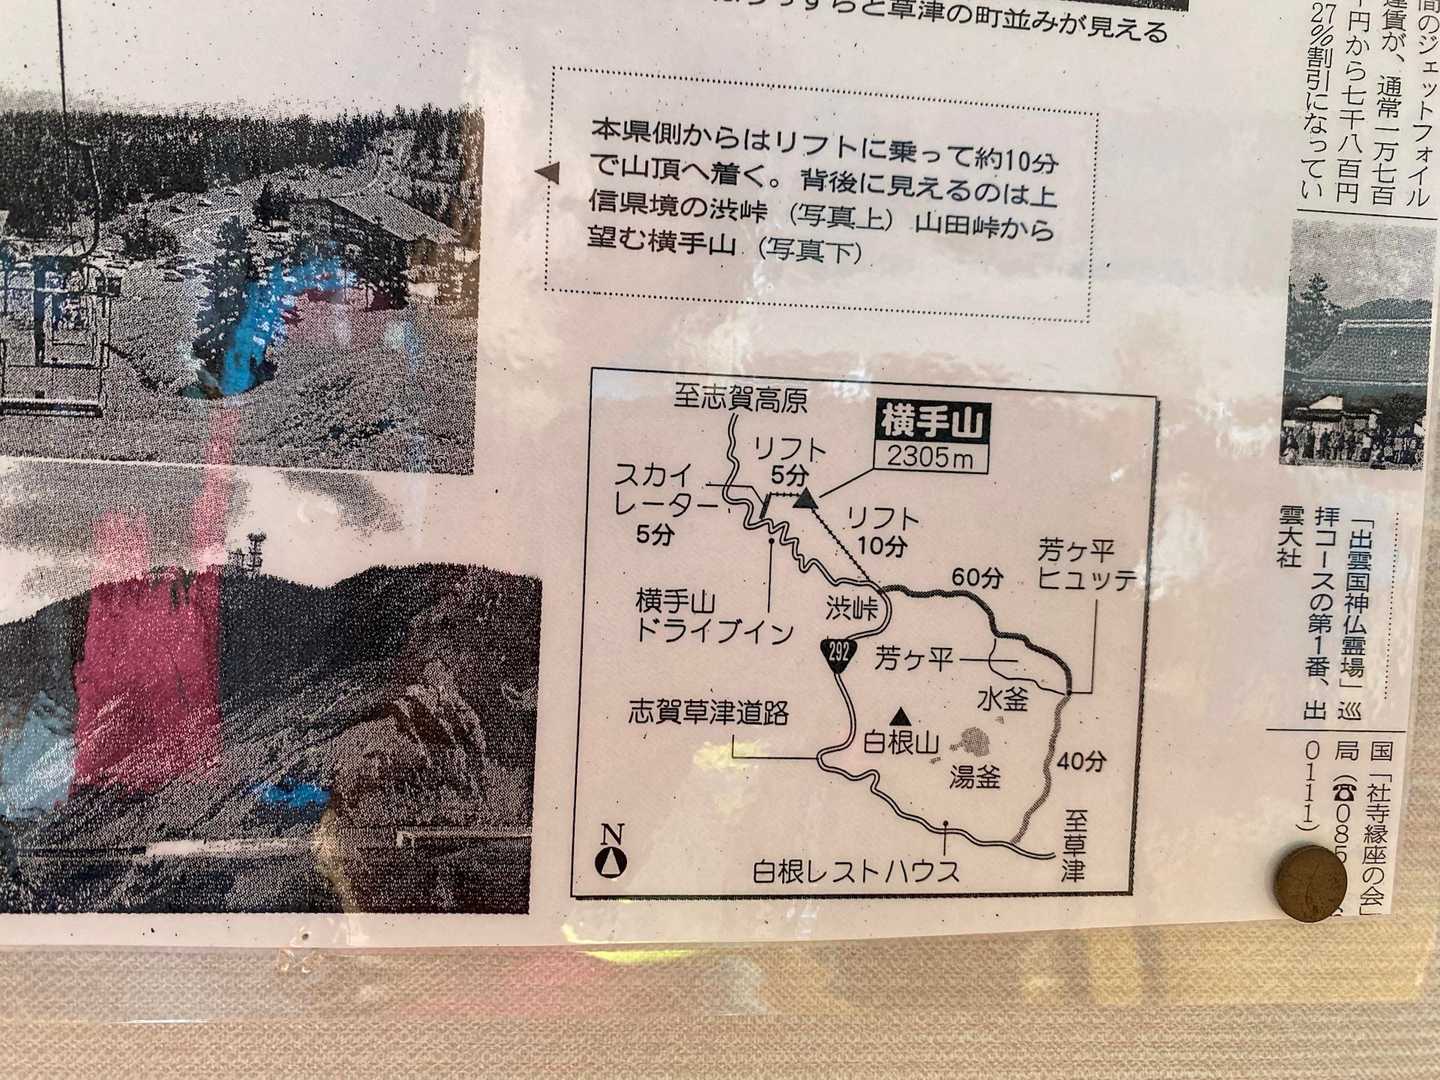 と草津の町並みが見える
間のジェットフォイル
運賃が、通常一万七百
円から七千八百円
27％割引になってい
本県側からはリフトに乗って約10分
で山頂へ着く。背後に見えるのは上
信県境の渋峠（写真上）山田峠から
望む横手山（写真下）
至志賀高原
横手山
2305m
リフト
5分
スカイ
レーター
5分
リフト
10分
60分
芳ヶ平
ヒュッテ
横手山
ドライブイン
渋峠
292
芳ヶ平
水釜
志賀草津道路
白根山
湯釜
40分
N
白根レストハウス
至草津
「出雲国神仏霊場」巡
拝コースの第1番、出
雲大社
国「社寺縁座の会」
局（☎085
0111）